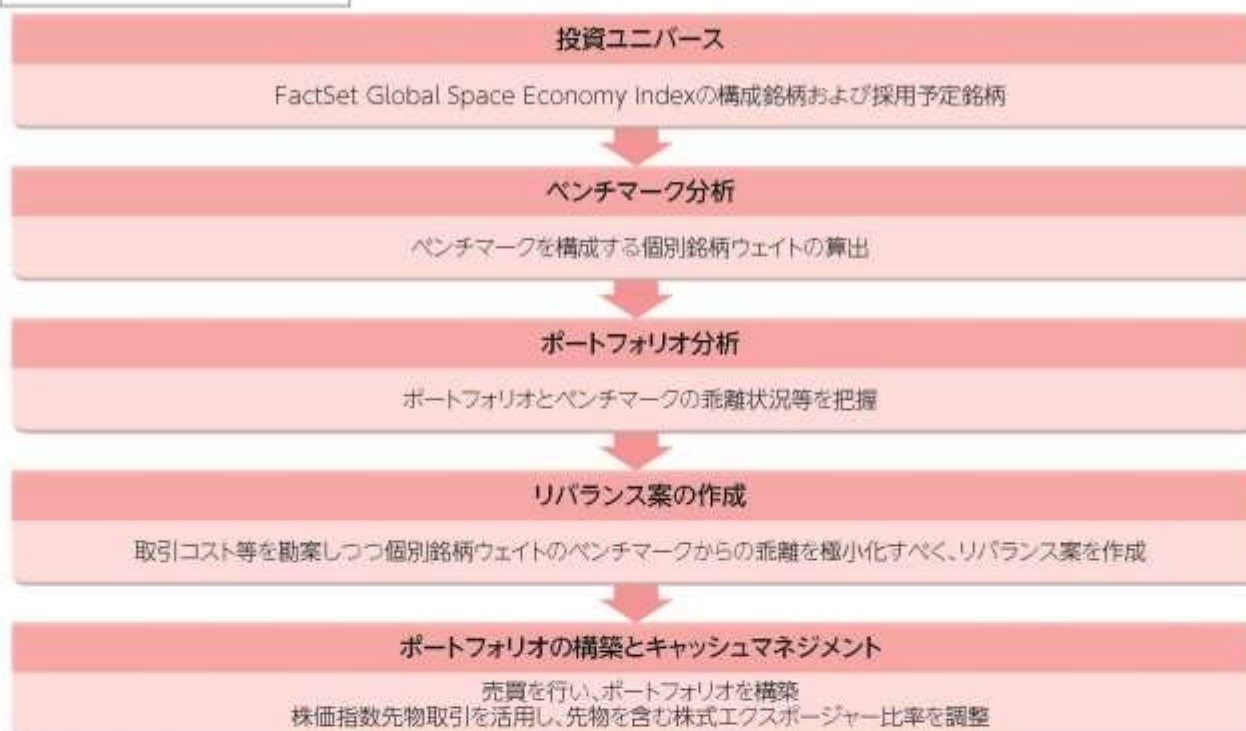 投資ユニバース
FactSet Global Space Economy Indexの構成銘柄および採用予定銘柄
ベンチマーク分析
ベンチマークを構成する個別銘柄ウェイトの算出
ポートフォリオ分析
ポートフォリオとベンチマークの乖離状況等を把握
リバランス案の作成
取引コスト等を勘案しつつ個別銘柄ウェイトのベンチマークからの乖離を極小化すべく、リバランス案を作成
ポートフォリオの構築とキャッシュマネジメント
売買を行い、ポートフォリオを構築
株価指数先物取引を活用し、先物を含む株式エクスポージャー比率を調整